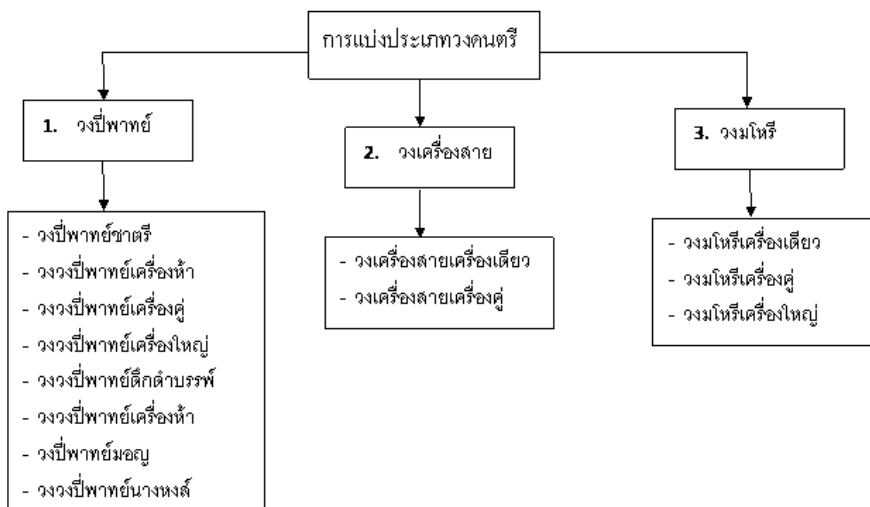 การแบ่งประเภทวงดนตรี
1. วงปี่พาทย์
2. วงเครื่องสาย
3. วงมโหรี
- วงปี่พาทย์ชาตรี
- วงวงปี่พาทย์เครื่องห้า
- วงวงปี่พาทย์เครื่องคู่
- วงวงปี่พาทย์เครื่องใหญ่
- วงวงปี่พาทย์ดึกดำบรรพ์
- วงวงปี่พาทย์เครื่องห้า
- วงปี่พาทย์มอญ
- วงวงปี่พาทย์นางหงส์
- วงเครื่องสายเครื่องเดียว
- วงเครื่องสายเครื่องคู่
- วงมโหรีเครื่องเดียว
- วงมโหรีเครื่องคู่
- วงมโหรีเครื่องใหญ่